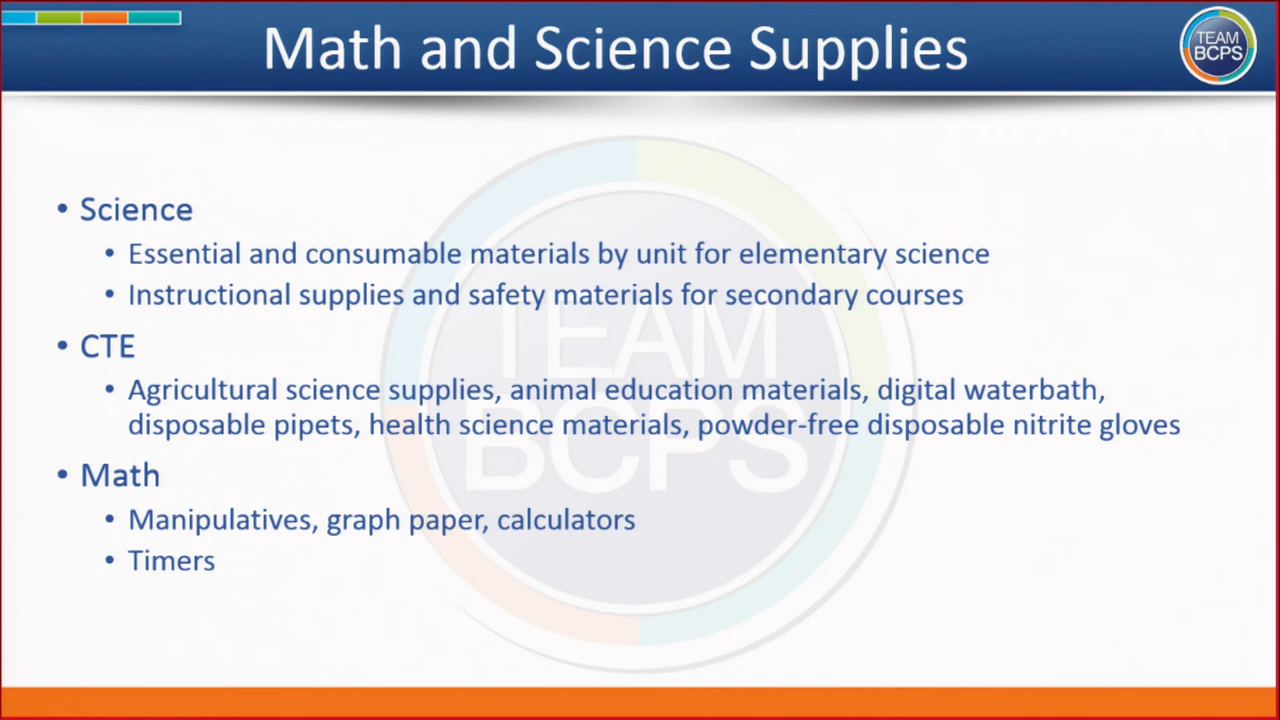 Math and Science Supplies
TEAM
BCPS
• Science
• Essential and consumable materials by unit for elementary science
• Instructional supplies and safety materials for secondary courses
• CTE
• Agricultural science supplies, animal education materials, digital waterbath,
disposable pipets, health science materials, powder-free disposable nitrite gloves
• Math
• Manipulatives, graph paper, calculators
• Timers
TEAM
BCPS